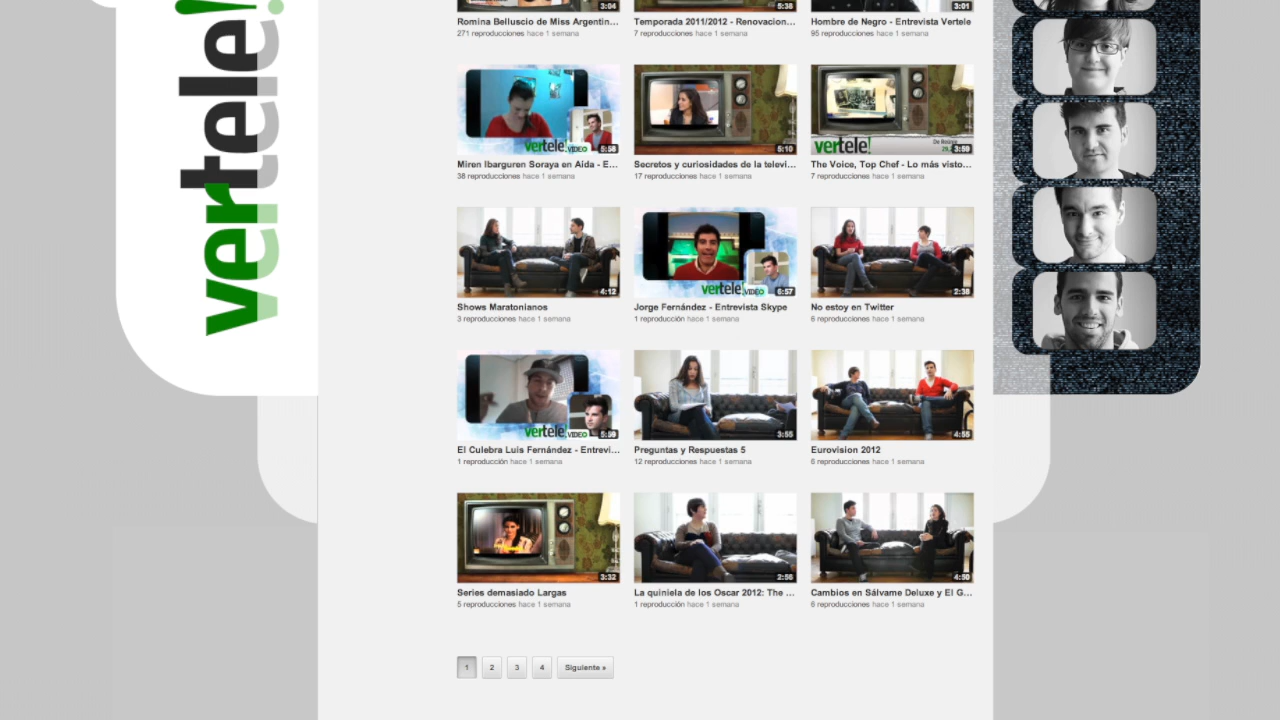 vertele!
3:04
5:38
3:01
Romina Belluscio de Miss Argentin...
Temporada 2011/2012 - Renovacion...
Hombre de Negro - Entrevista Vertele
271 reproducciones hace 1 semana
7 reproducciones hace 1 semana
95 reproducciones hace 1 semana
vertele! VIDEO 5:58
5:10
vertele! 3:59
Miren Ibarguren Soraya en Aida - E...
Secretos y curiosidades de la televi...
The Voice, Top Chef - Lo más visto...
38 reproducciones hace 1 semana
17 reproducciones hace 1 semana
7 reproducciones hace 1 semana
4:12
vertele! VIDEO 6:57
2:38
Shows Maratonianos
Jorge Fernández - Entrevista Skype
No estoy en Twitter
3 reproducciones hace 1 semana
1 reproducción hace 1 semana
6 reproducciones hace 1 semana
vertele! VIDEO 5:59
3:55
4:55
El Culebra Luis Fernández - Entrevi...
Preguntas y Respuestas 5
Eurovision 2012
1 reproducción hace 1 semana
12 reproducciones hace 1 semana
6 reproducciones hace 1 semana
3:32
2:56
4:50
Series demasiado Largas
La quiniela de los Oscar 2012: The ...
Cambios en Sálvame Deluxe y El G...
5 reproducciones hace 1 semana
1 reproducción hace 1 semana
6 reproducciones hace 1 semana
1 2 3 4 Siguiente »